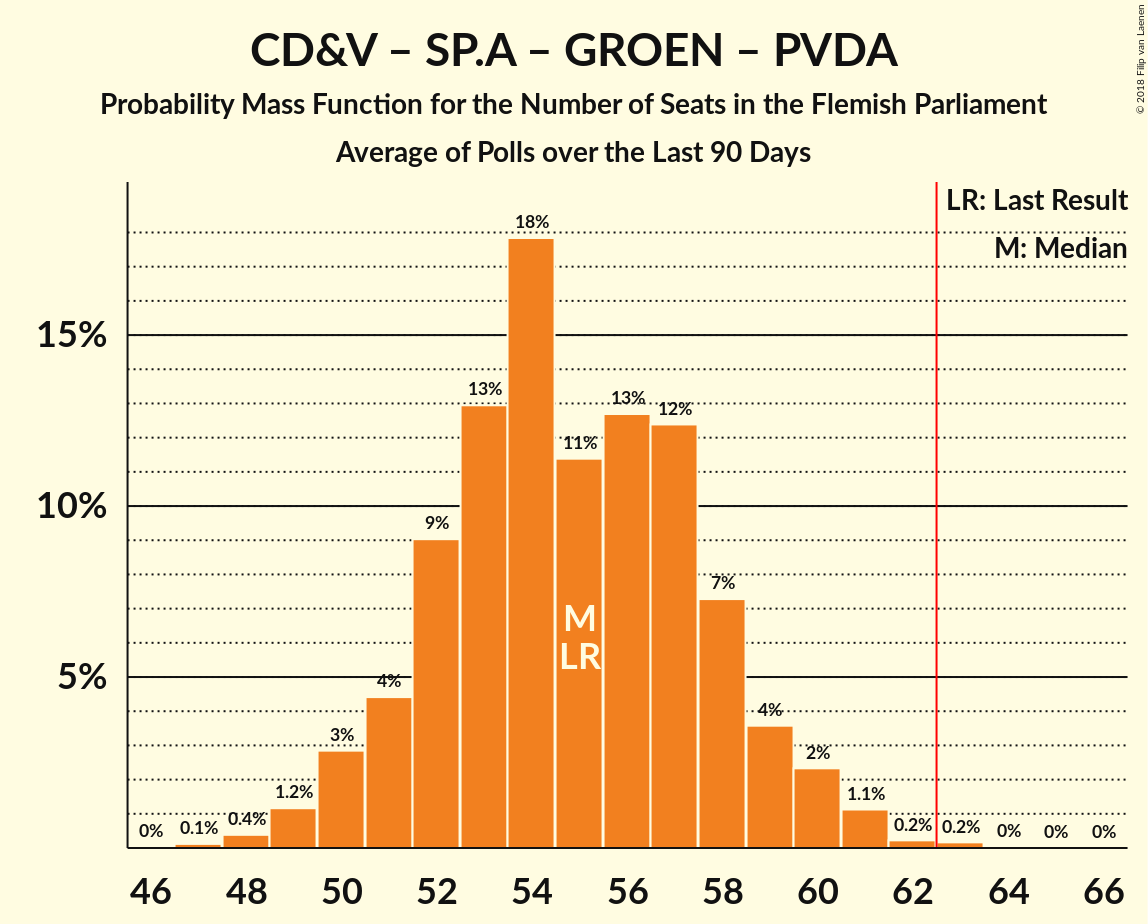 CD&V – SP.A – GROEN – PVDA
Probability Mass Function for the Number of Seats in the Flemish Parliament
Average of Polls over the Last 90 Days
© 2018 Filip van Laenen
LR: Last Result
M: Median
15%
10%
5%
0%
0.1%
0.4%
1.2%
3%
4%
9%
13%
18%
11%
13%
12%
7%
4%
2%
1.1%
0.2%
0.2%
0%
0%
0%
M
LR
46 48 50 52 54 56 58 60 62 64 66